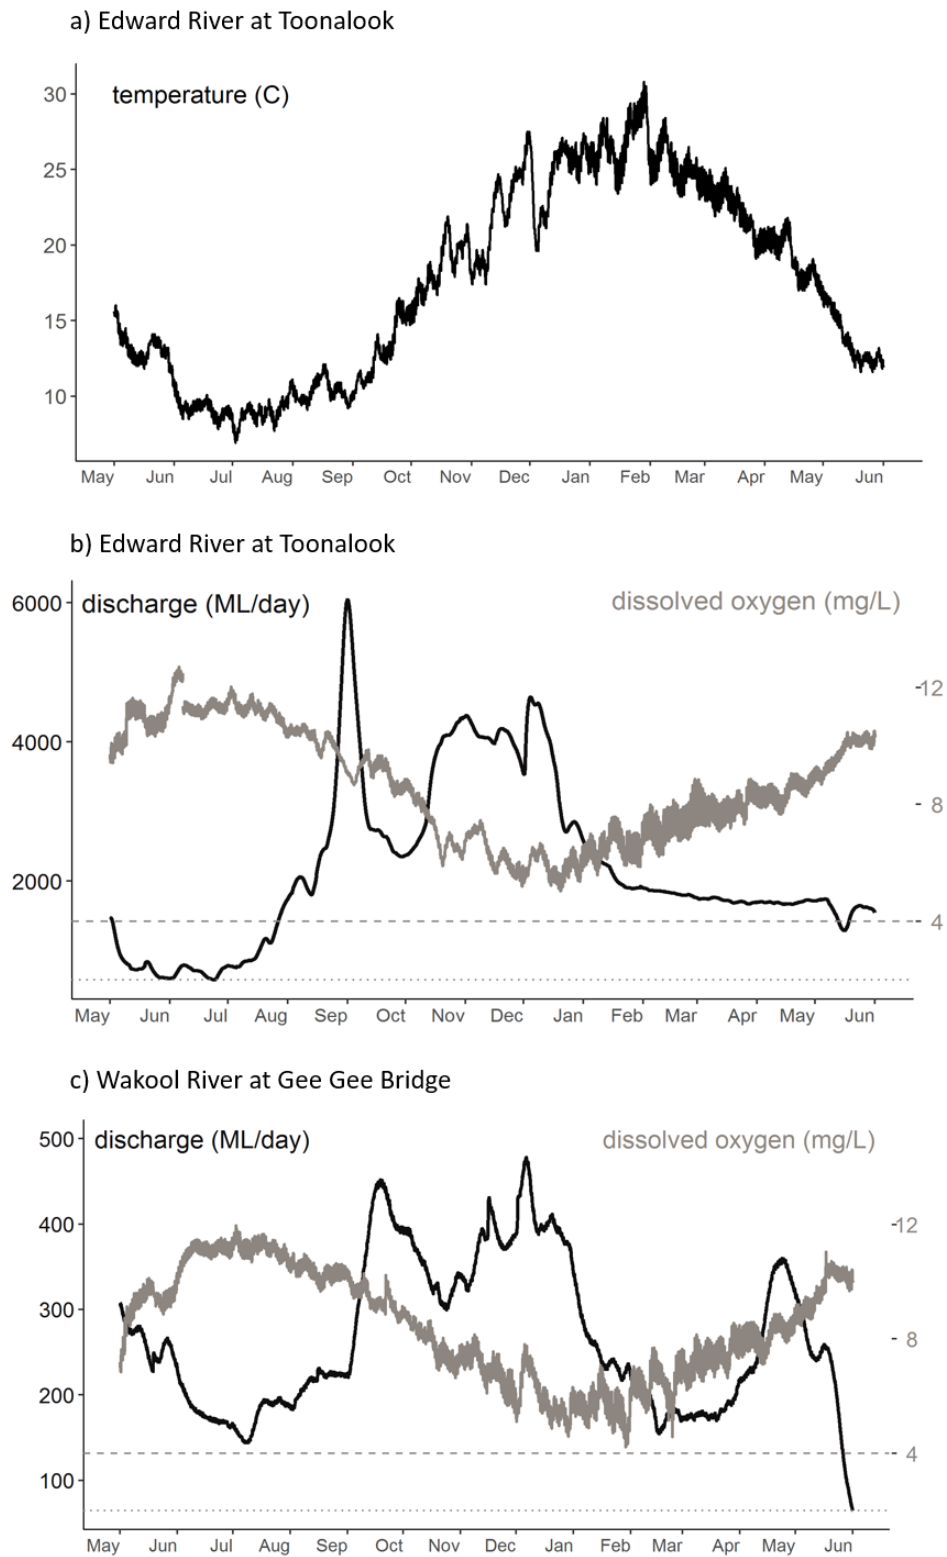 a) Edward River at Toonalook
temperature (C)
30
25
20
15
10
May Jun Jul Aug Sep Oct Nov Dec Jan Feb Mar Apr May Jun
b) Edward River at Toonalook
discharge (ML/day) dissolved oxygen (mg/L)
6000
12
4000
8
2000
4
May Jun Jul Aug Sep Oct Nov Dec Jan Feb Mar Apr May Jun
c) Wakool River at Gee Gee Bridge
discharge (ML/day) dissolved oxygen (mg/L)
500
400 12
300
8
200
4
100
May Jun Jul Aug Sep Oct Nov Dec Jan Feb Mar Apr May Jun